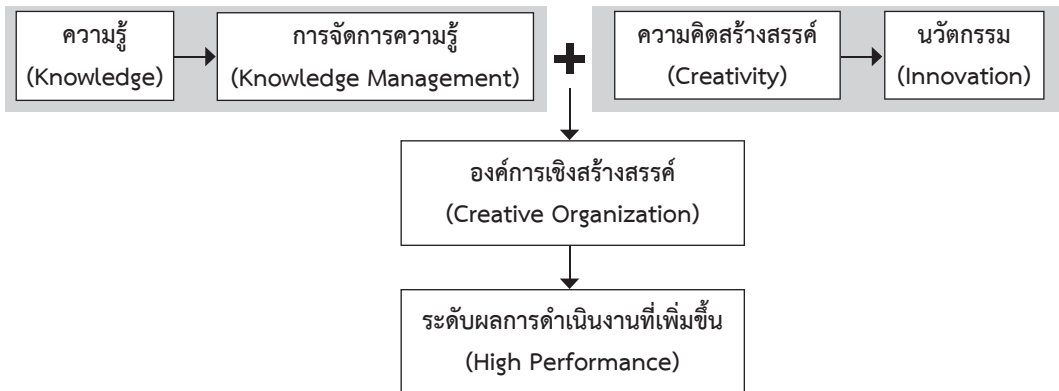 ความรู้
(Knowledge)
การจัดการความรู้
(Knowledge Management)
+
ความคิดสร้างสรรค์
(Creativity)
นวัตกรรม
(Innovation)
องค์การเชิงสร้างสรรค์
(Creative Organization)
ระดับผลการดำเนินงานที่เพิ่มขึ้น
(High Performance)